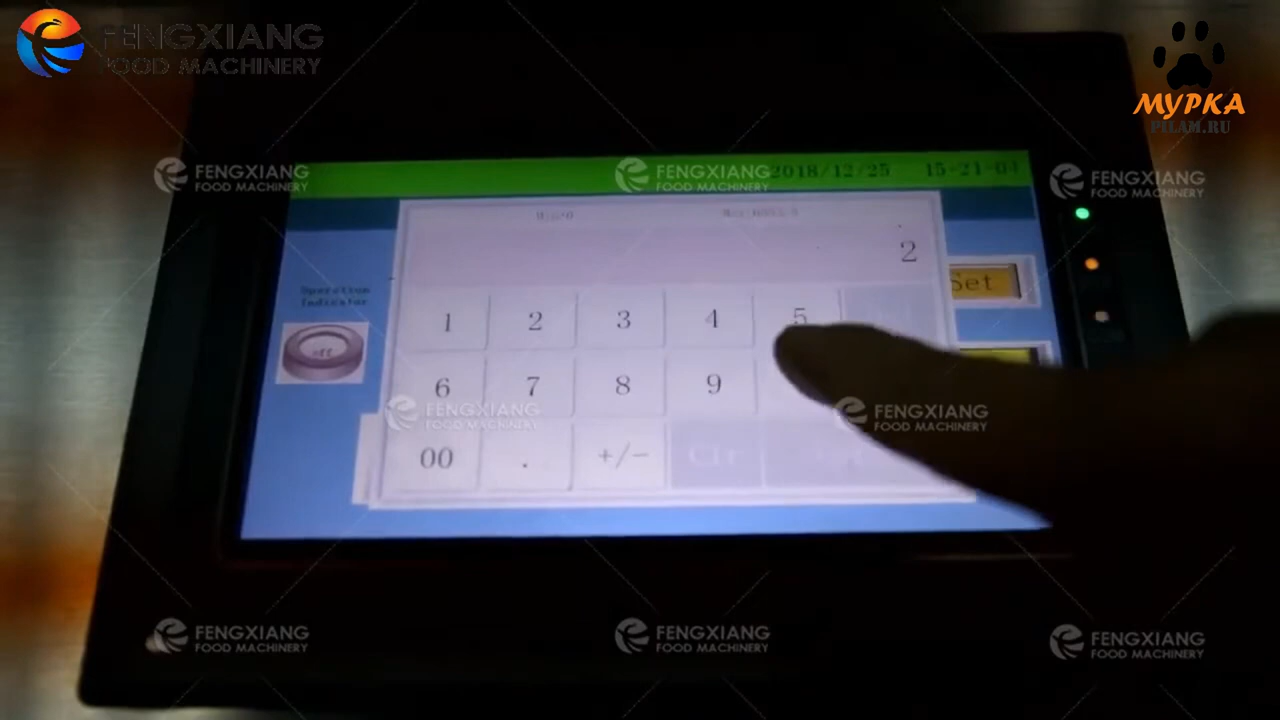 FENGXIANG
FOOD MACHINERY
МУРКА
PILAM.RU
2018/12/25 15-21-04
FENGXIANG
FOOD MACHINERY
FENGXIANG
FOOD MACHINERY
FENGXIANG
FOOD MACHINERY
2
Set
Operation
Indicator
Off
1 2 3 4 5
6 7 8 9
FENGXIANG
FOOD MACHINERY
FENGXIANG
FOOD MACHINERY
00 . +/- Clr
FENGXIANG
FOOD MACHINERY
FENGXIANG
FOOD MACHINERY
FENGXIANG
FOOD MACHINERY